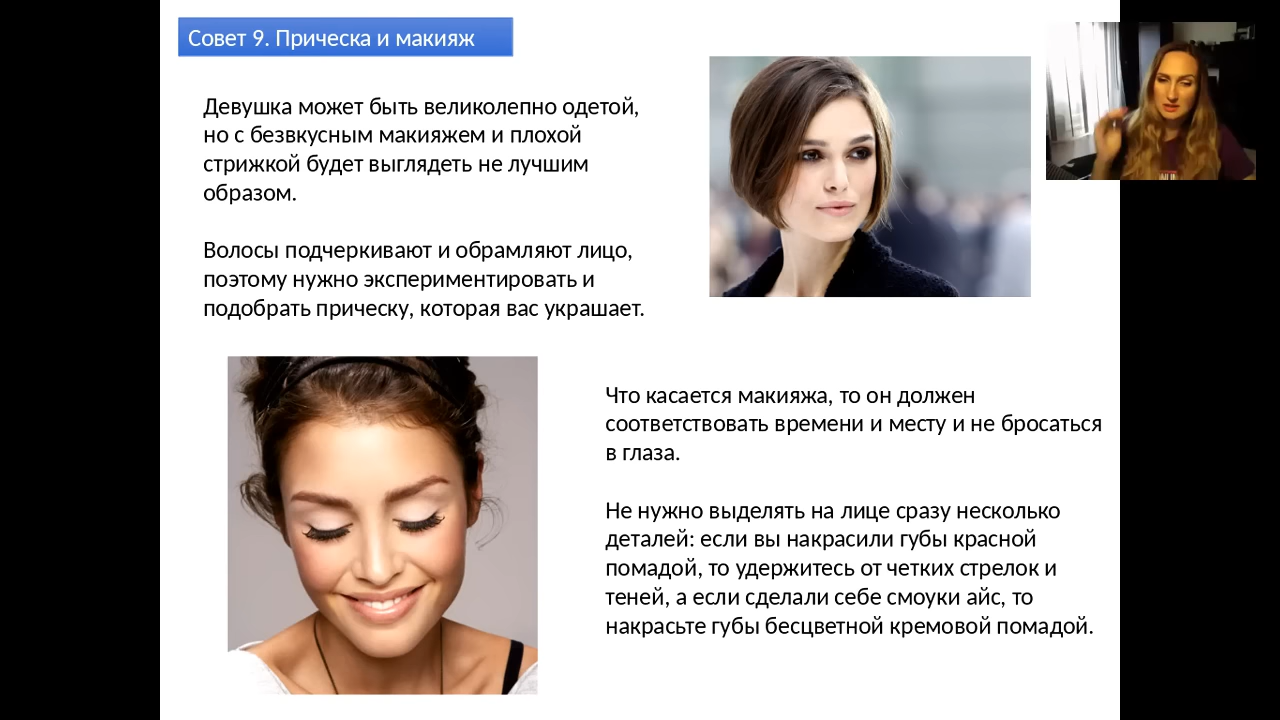 Совет 9. Прическа и макияж
Девушка может быть великолепно одетой,
но с безвкусным макияжем и плохой
стрижкой будет выглядеть не лучшим
образом.
Волосы подчеркивают и обрамляют лицо,
поэтому нужно экспериментировать и
подобрать прическу, которая вас украшает.
Что касается макияжа, то он должен
соответствовать времени и месту и не бросаться
в глаза.
Не нужно выделять на лице сразу несколько
деталей: если вы накрасили губы красной
помадой, то удержитесь от четких стрелок и
теней, а если сделали себе смоуки айс, то
накрасьте губы бесцветной кремовой помадой.